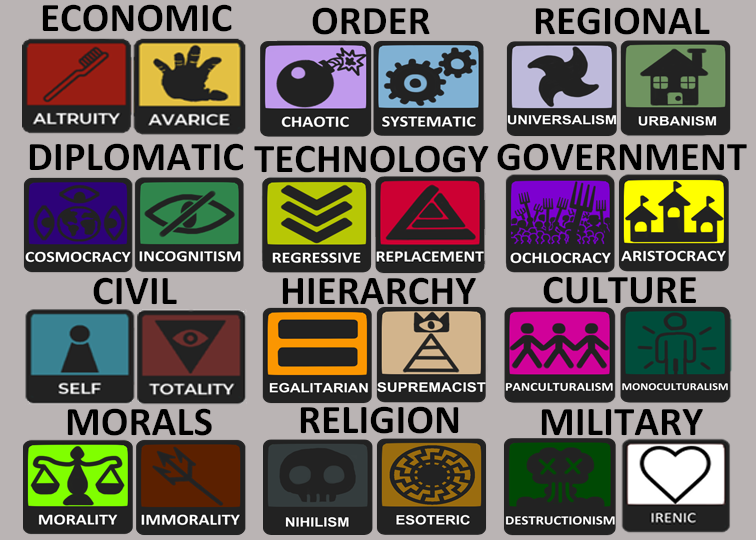 ECONOMIC
ORDER
REGIONAL
ALTRUITY
AVARICE
CHAOTIC
SYSTEMATIC
UNIVERSALISM
URBANISM
DIPLOMATIC
TECHNOLOGY
GOVERNMENT
COSMOCRACY
INCOGNITISM
REGRESSIVE
REPLACEMENT
OCHLOCRACY
ARISTOCRACY
CIVIL
HIERARCHY
CULTURE
SELF
TOTALITY
EGALITARIAN
SUPREMACIST
PANCULTURALISM
MONOCULTURALISM
MORALS
RELIGION
MILITARY
MORALITY
IMMORALITY
NIHILISM
ESOTERIC
DESTRUCTIONISM
IRENIC